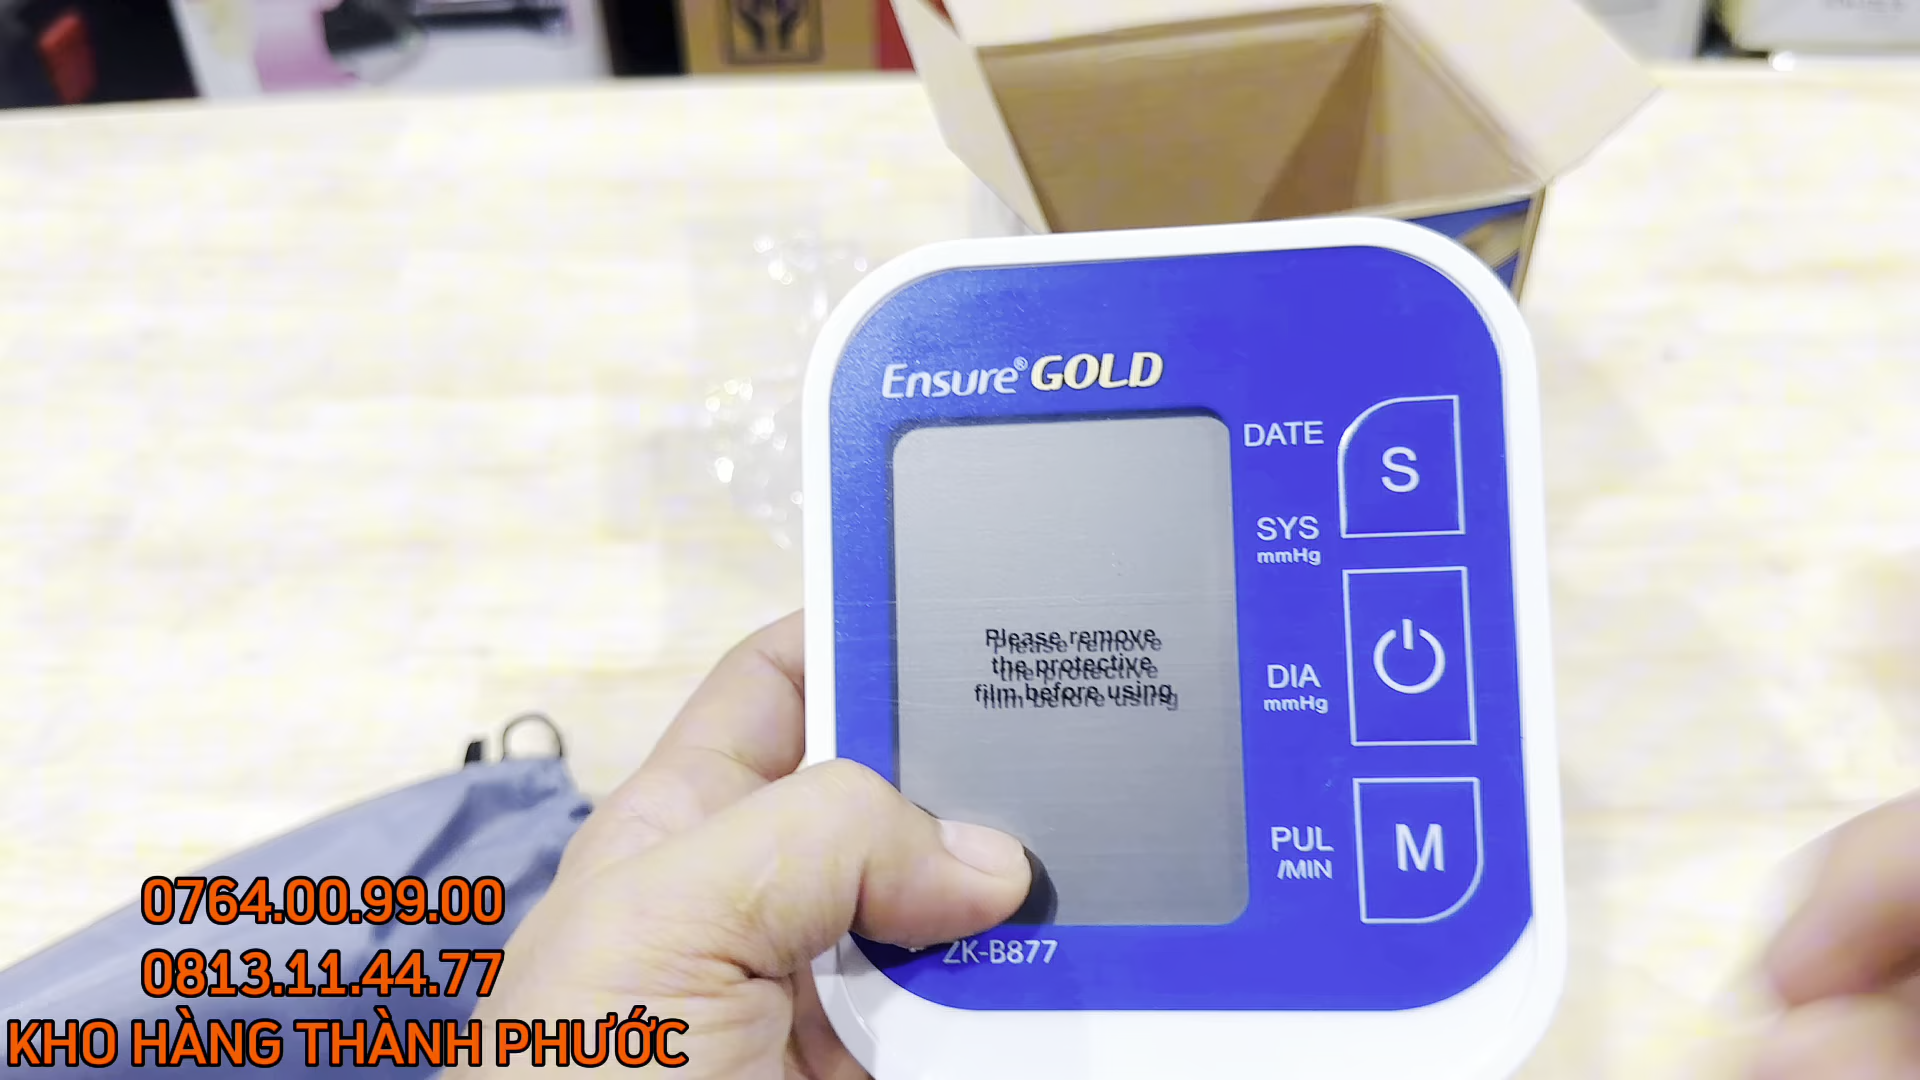 Ensure® GOLD
DATE
S
SYS
mmHg
Please remove
the protective
film before using
DIA
mmHg
PUL
/MIN
M
ZK-B877
0764.00.99.00
0813.11.44.77
KHO HÀNG THÀNH PHƯỚC